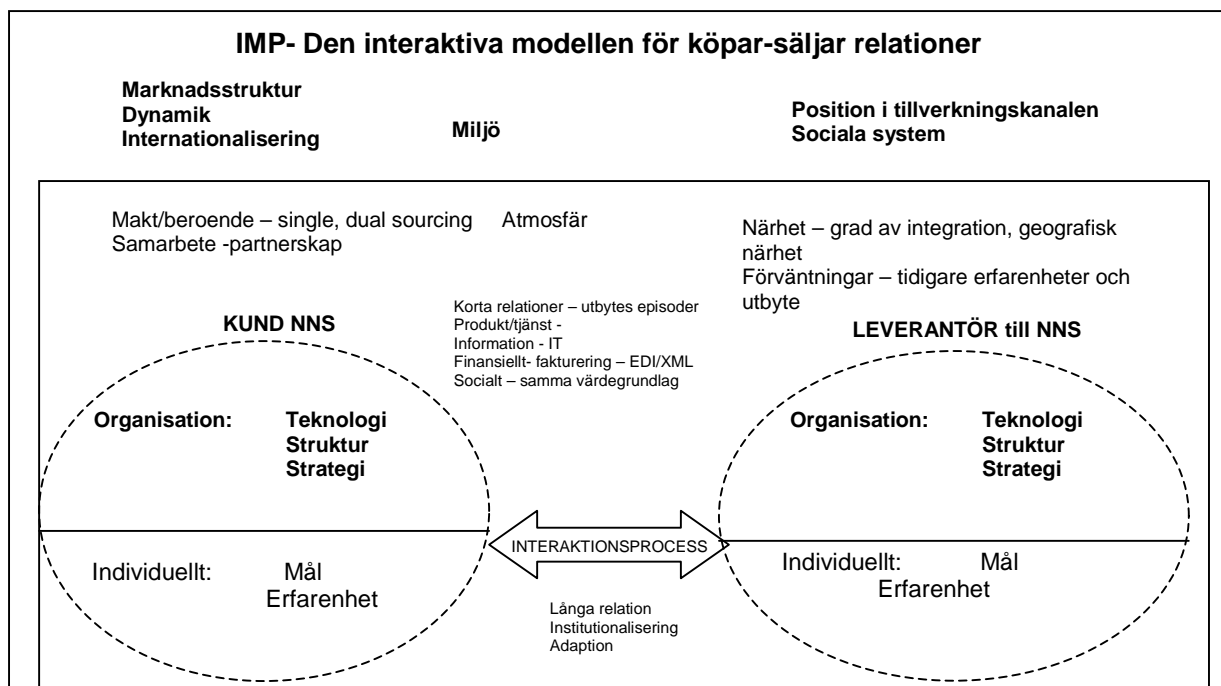 IMP- Den interaktiva modellen för köpar-säljar relationer
Marknadsstruktur
Dynamik
Internationalisering
Miljö
Position i tillverkningskanalen
Sociala system
Makt/beroende – single, dual sourcing
Samarbete -partnerskap
Atmosfär
Närhet – grad av integration, geografisk
närhet
Förväntningar – tidigare erfarenheter och
utbyte
Korta relationer – utbytes episoder
Produkt/tjänst -
Information - IT
Finansiellt- fakturering – EDI/XML
Socialt – samma värdegrundlag
KUND NNS
Organisation: Teknologi
Struktur
Strategi
Individuellt: Mål
Erfarenhet
INTERAKTIONSPROCESS
Långa relation
Institutionalisering
Adaption
LEVERANTÖR till NNS
Organisation: Teknologi
Struktur
Strategi
Individuellt: Mål
Erfarenhet